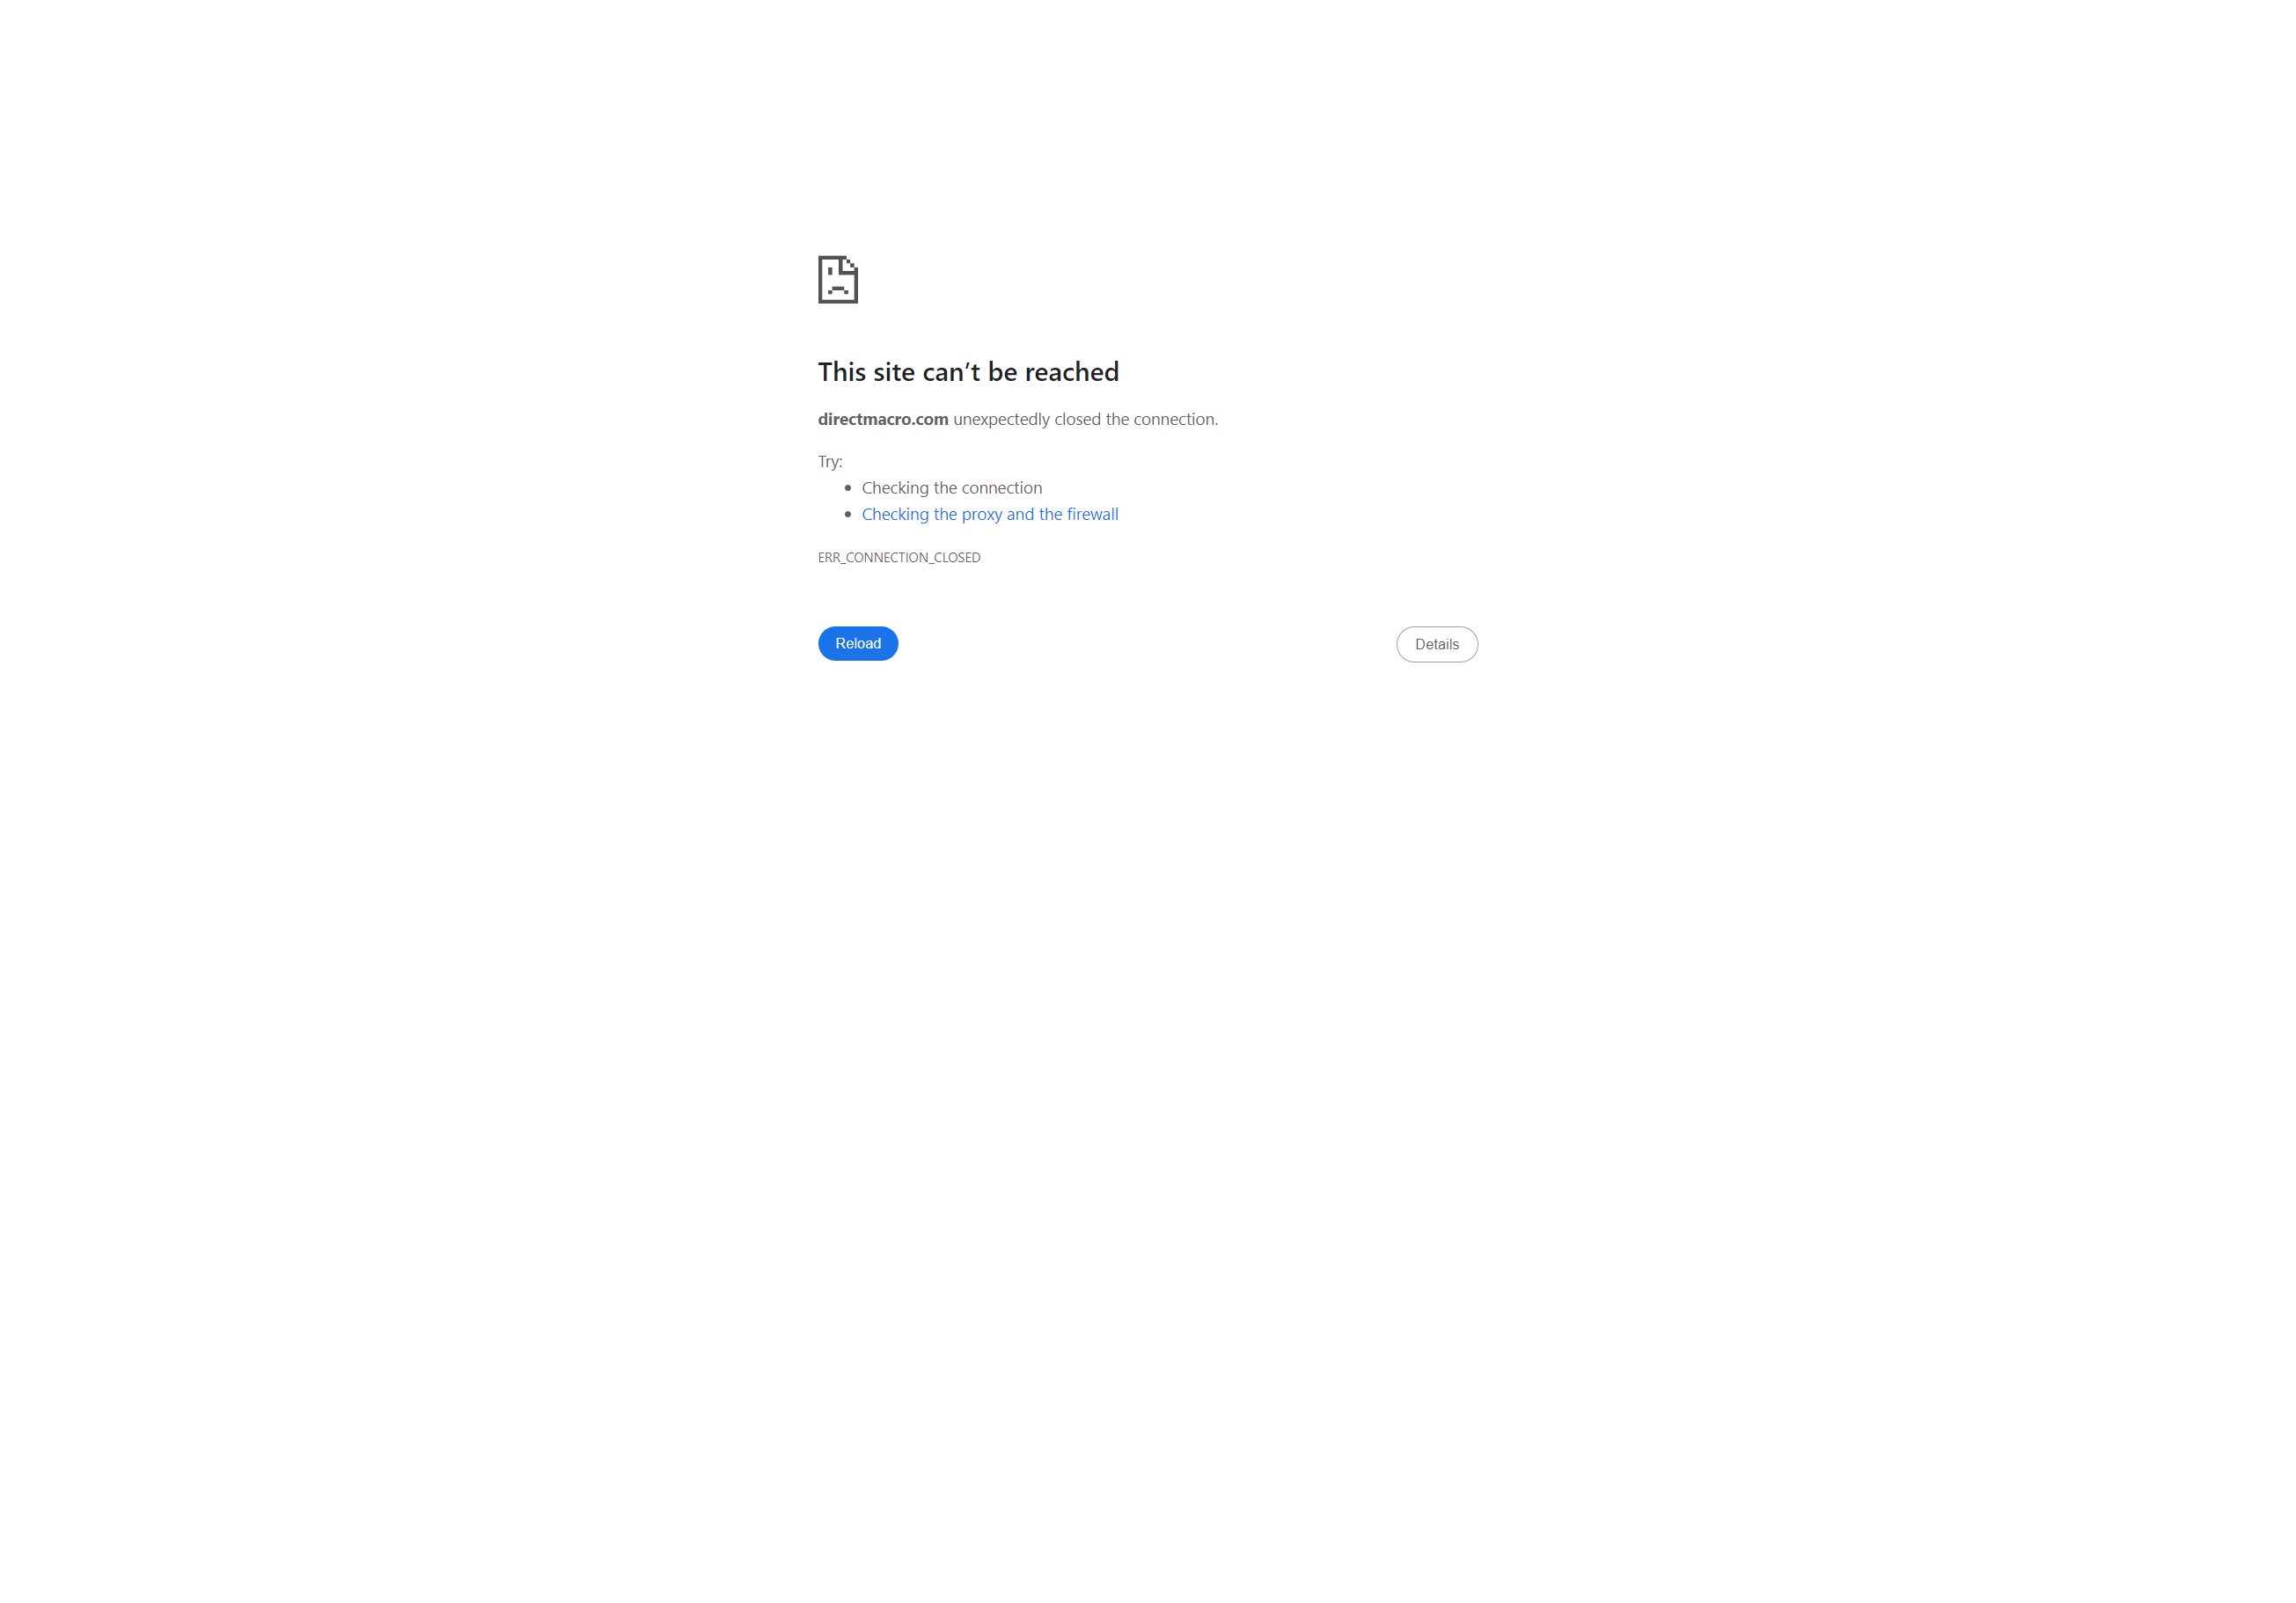 This site can’t be reached
directmacro.com unexpectedly closed the connection.
Try:
Checking the connection
Checking the proxy and the firewall
ERR_CONNECTION_CLOSED
Reload
Details